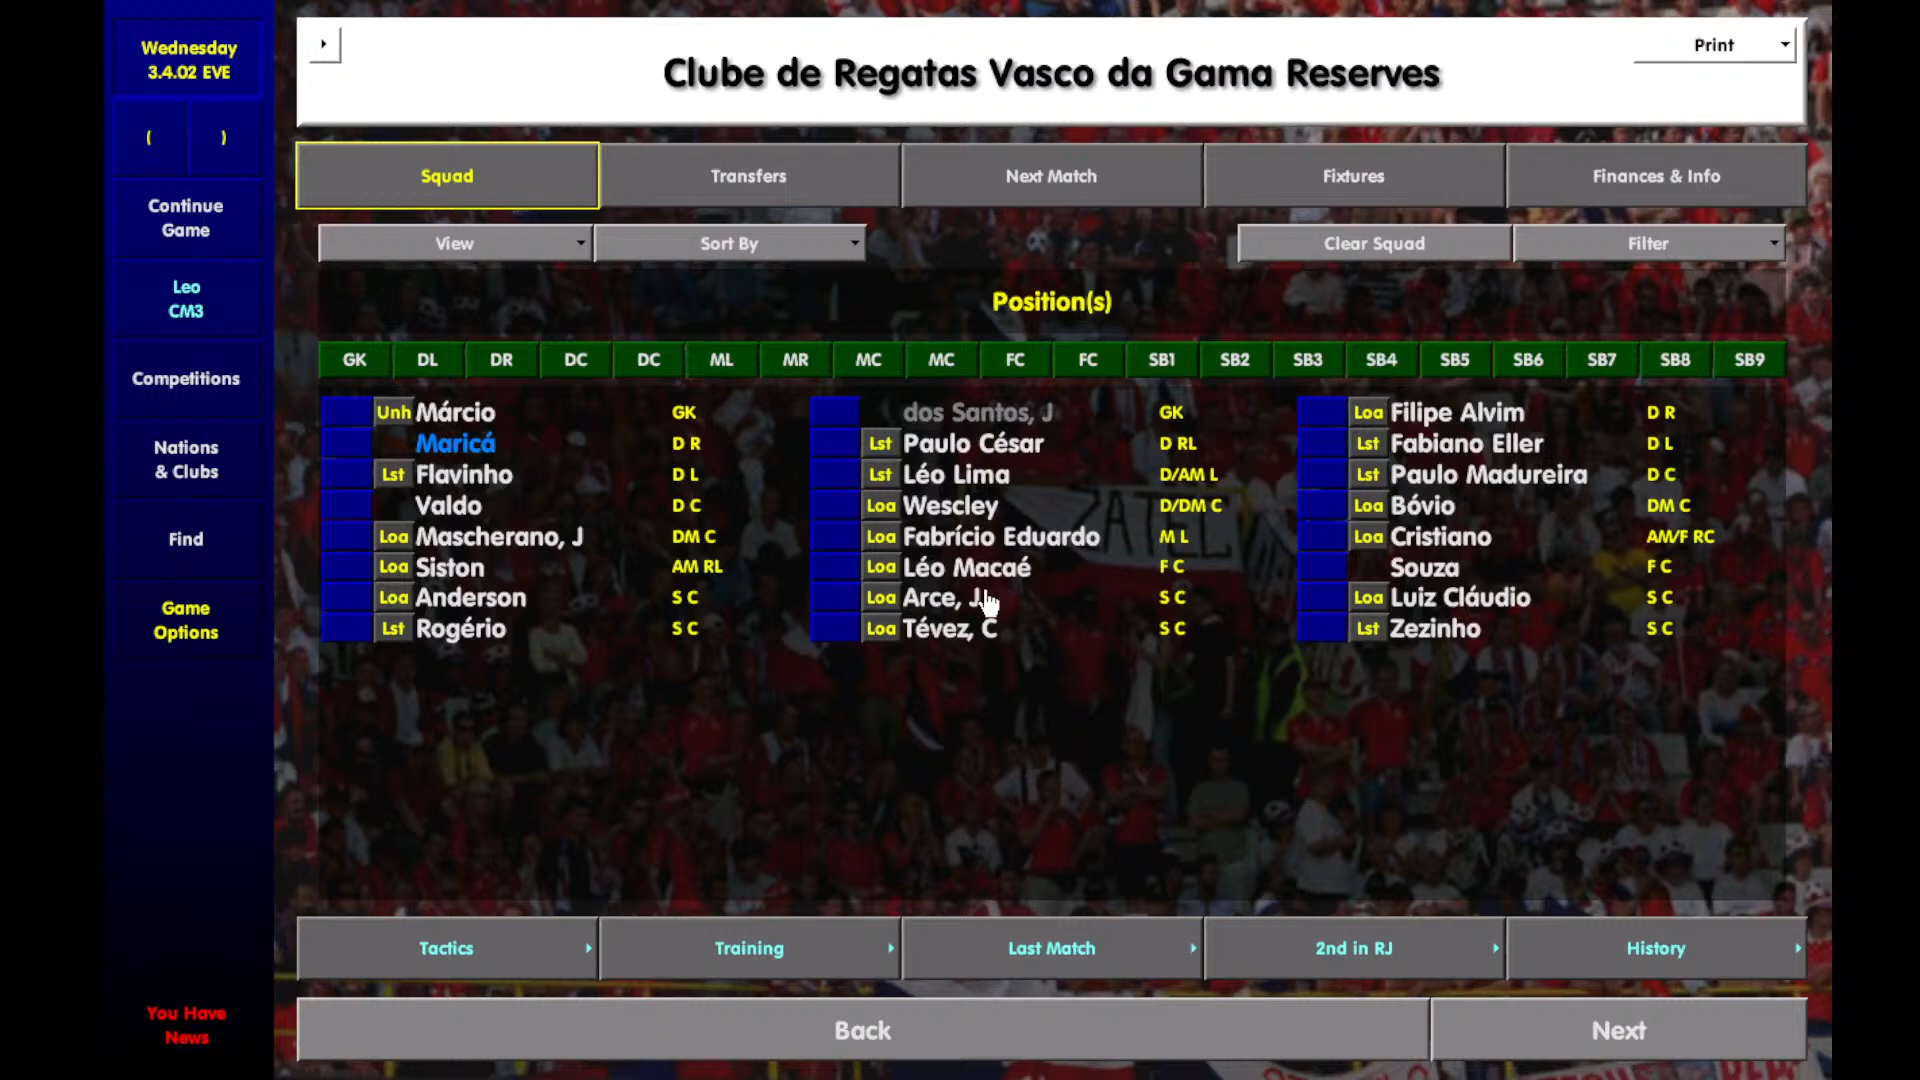 Wednesday
3.4.02 EVE
Print
Clube de Regatas Vasco da Gama Reserves
( )
Squad Transfers Next Match Fixtures Finances & Info
Continue
Game
View Sort By Clear Squad Filter
Leo
CM3
Position(s)
GK DL DR DC DC ML MR MC MC FC FC SB1 SB2 SB3 SB4 SB5 SB6 SB7 SB8 SB9
Competitions
Unh Márcio GK dos Santos, J GK Loa Filipe Alvim D R
Maricá D R Lst Paulo César D RL Lst Fabiano Eller D L
Nations
& Clubs
Lst Flavinho D L Lst Léo Lima D/AM L Lst Paulo Madureira D C
Valdo D C Loa Wescley D/DM C Loa Bóvio DM C
Find
Loa Mascherano, J DM C Loa Fabrício Eduardo M L Loa Cristiano AM/F RC
Loa Siston AM RL Loa Léo Macaé F C Souza F C
Game
Options
Loa Anderson S C Loa Arce, J S C Loa Luiz Cláudio S C
Lst Rogério S C Loa Tévez, C S C Lst Zezinho S C
ATEL
Tactics Training Last Match 2nd in RJ History
You Have
News
Back Next